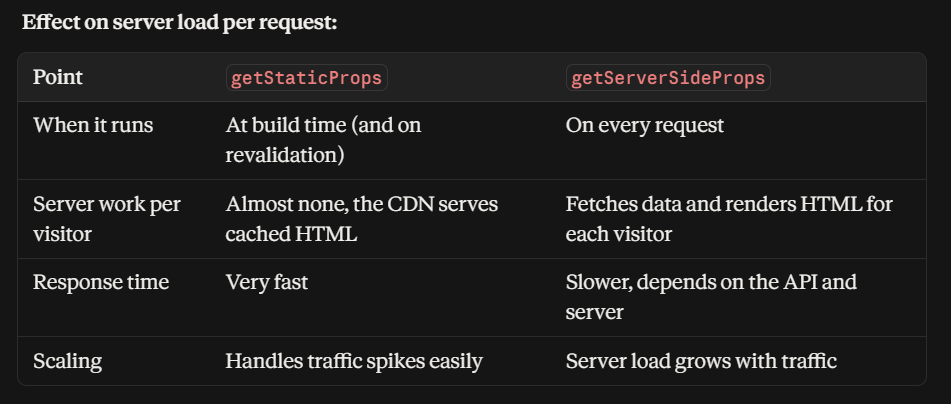 Effect on server load per request:
Point getStaticProps getServerSideProps
When it runs At build time (and on revalidation) On every request
Server work per visitor Almost none, the CDN serves cached HTML Fetches data and renders HTML for each visitor
Response time Very fast Slower, depends on the API and server
Scaling Handles traffic spikes easily Server load grows with traffic